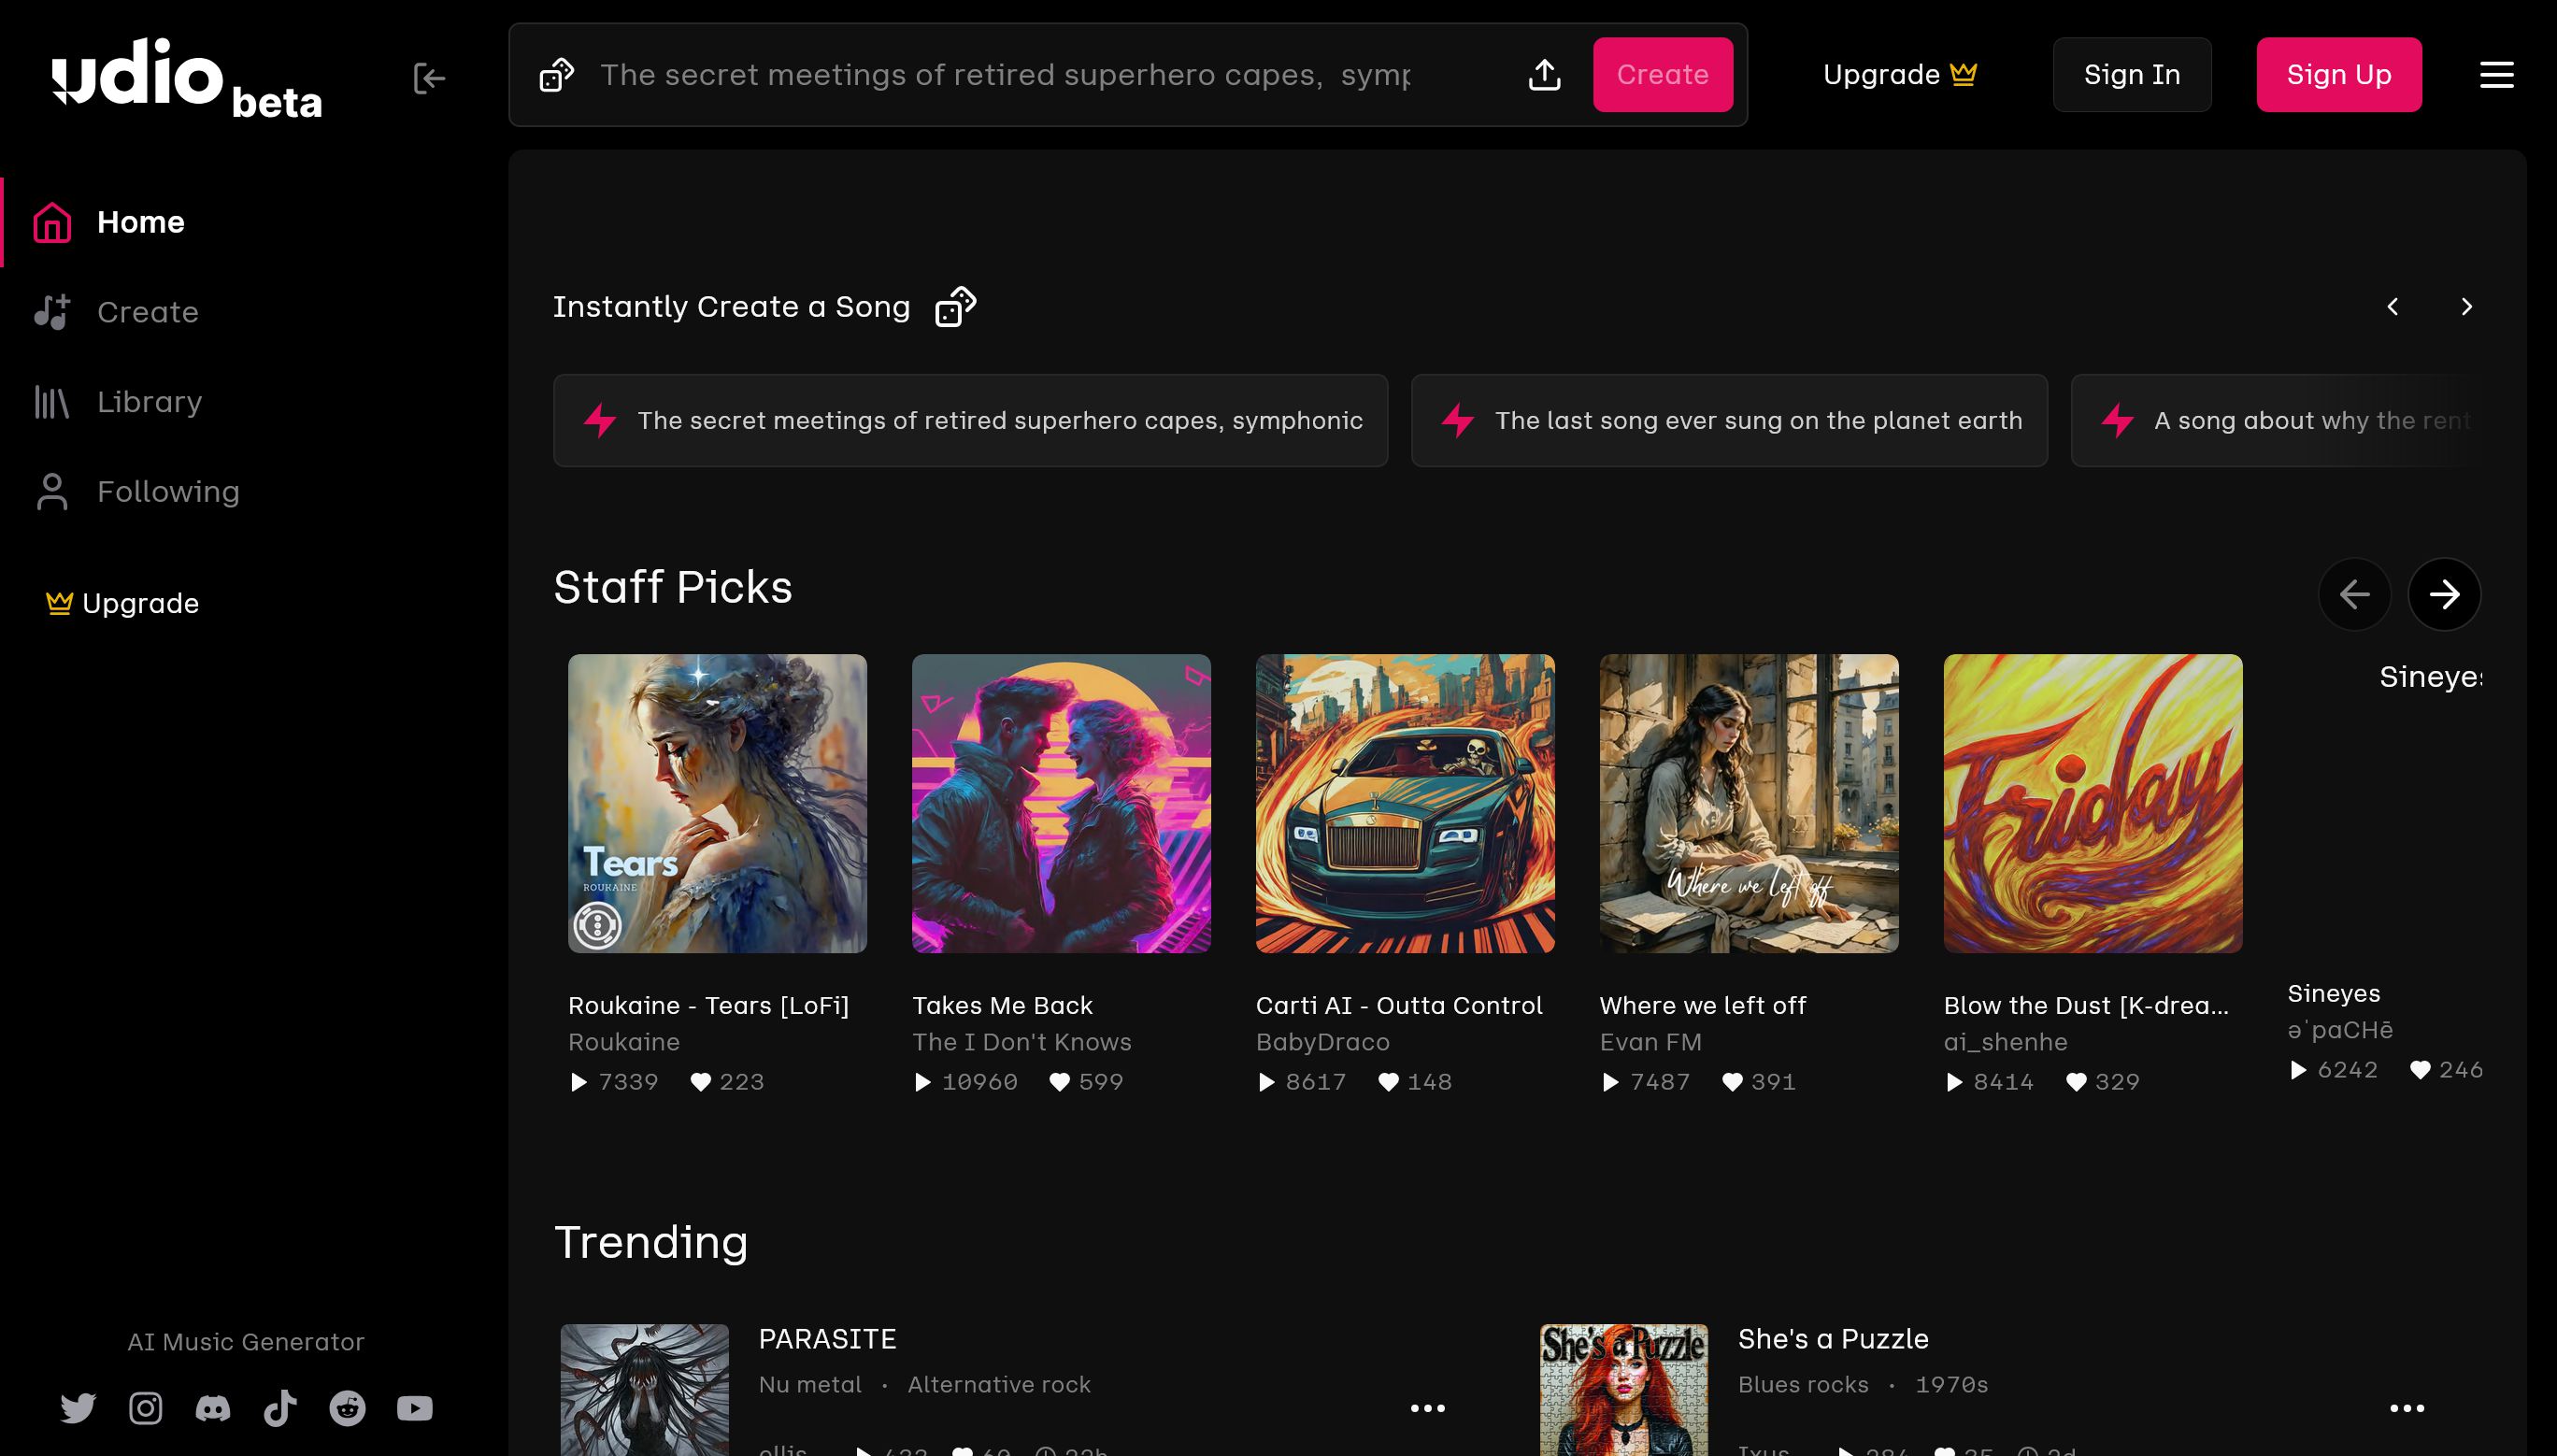 udio beta
The secret meetings of retired superhero capes, symp
Create
Upgrade
Sign In
Sign Up
Home
Create
Library
Following
Upgrade
Instantly Create a Song
The secret meetings of retired superhero capes, symphonic
The last song ever sung on the planet earth
A song about why the rent
Staff Picks
Tears
ROUKAINE
Where we left off
Friday
Sineyes
Roukaine - Tears [LoFi]
Roukaine
7339 223
Takes Me Back
The I Don't Knows
10960 599
Carti AI - Outta Control
BabyDraco
8617 148
Where we left off
Evan FM
7487 391
Blow the Dust [K-drea...
ai_shenhe
8414 329
Sineyes
əˈpaCHē
6242 246
Trending
PARASITE
Nu metal • Alternative rock
She's a Puzzle
She's a Puzzle
Blues rocks • 1970s
AI Music Generator